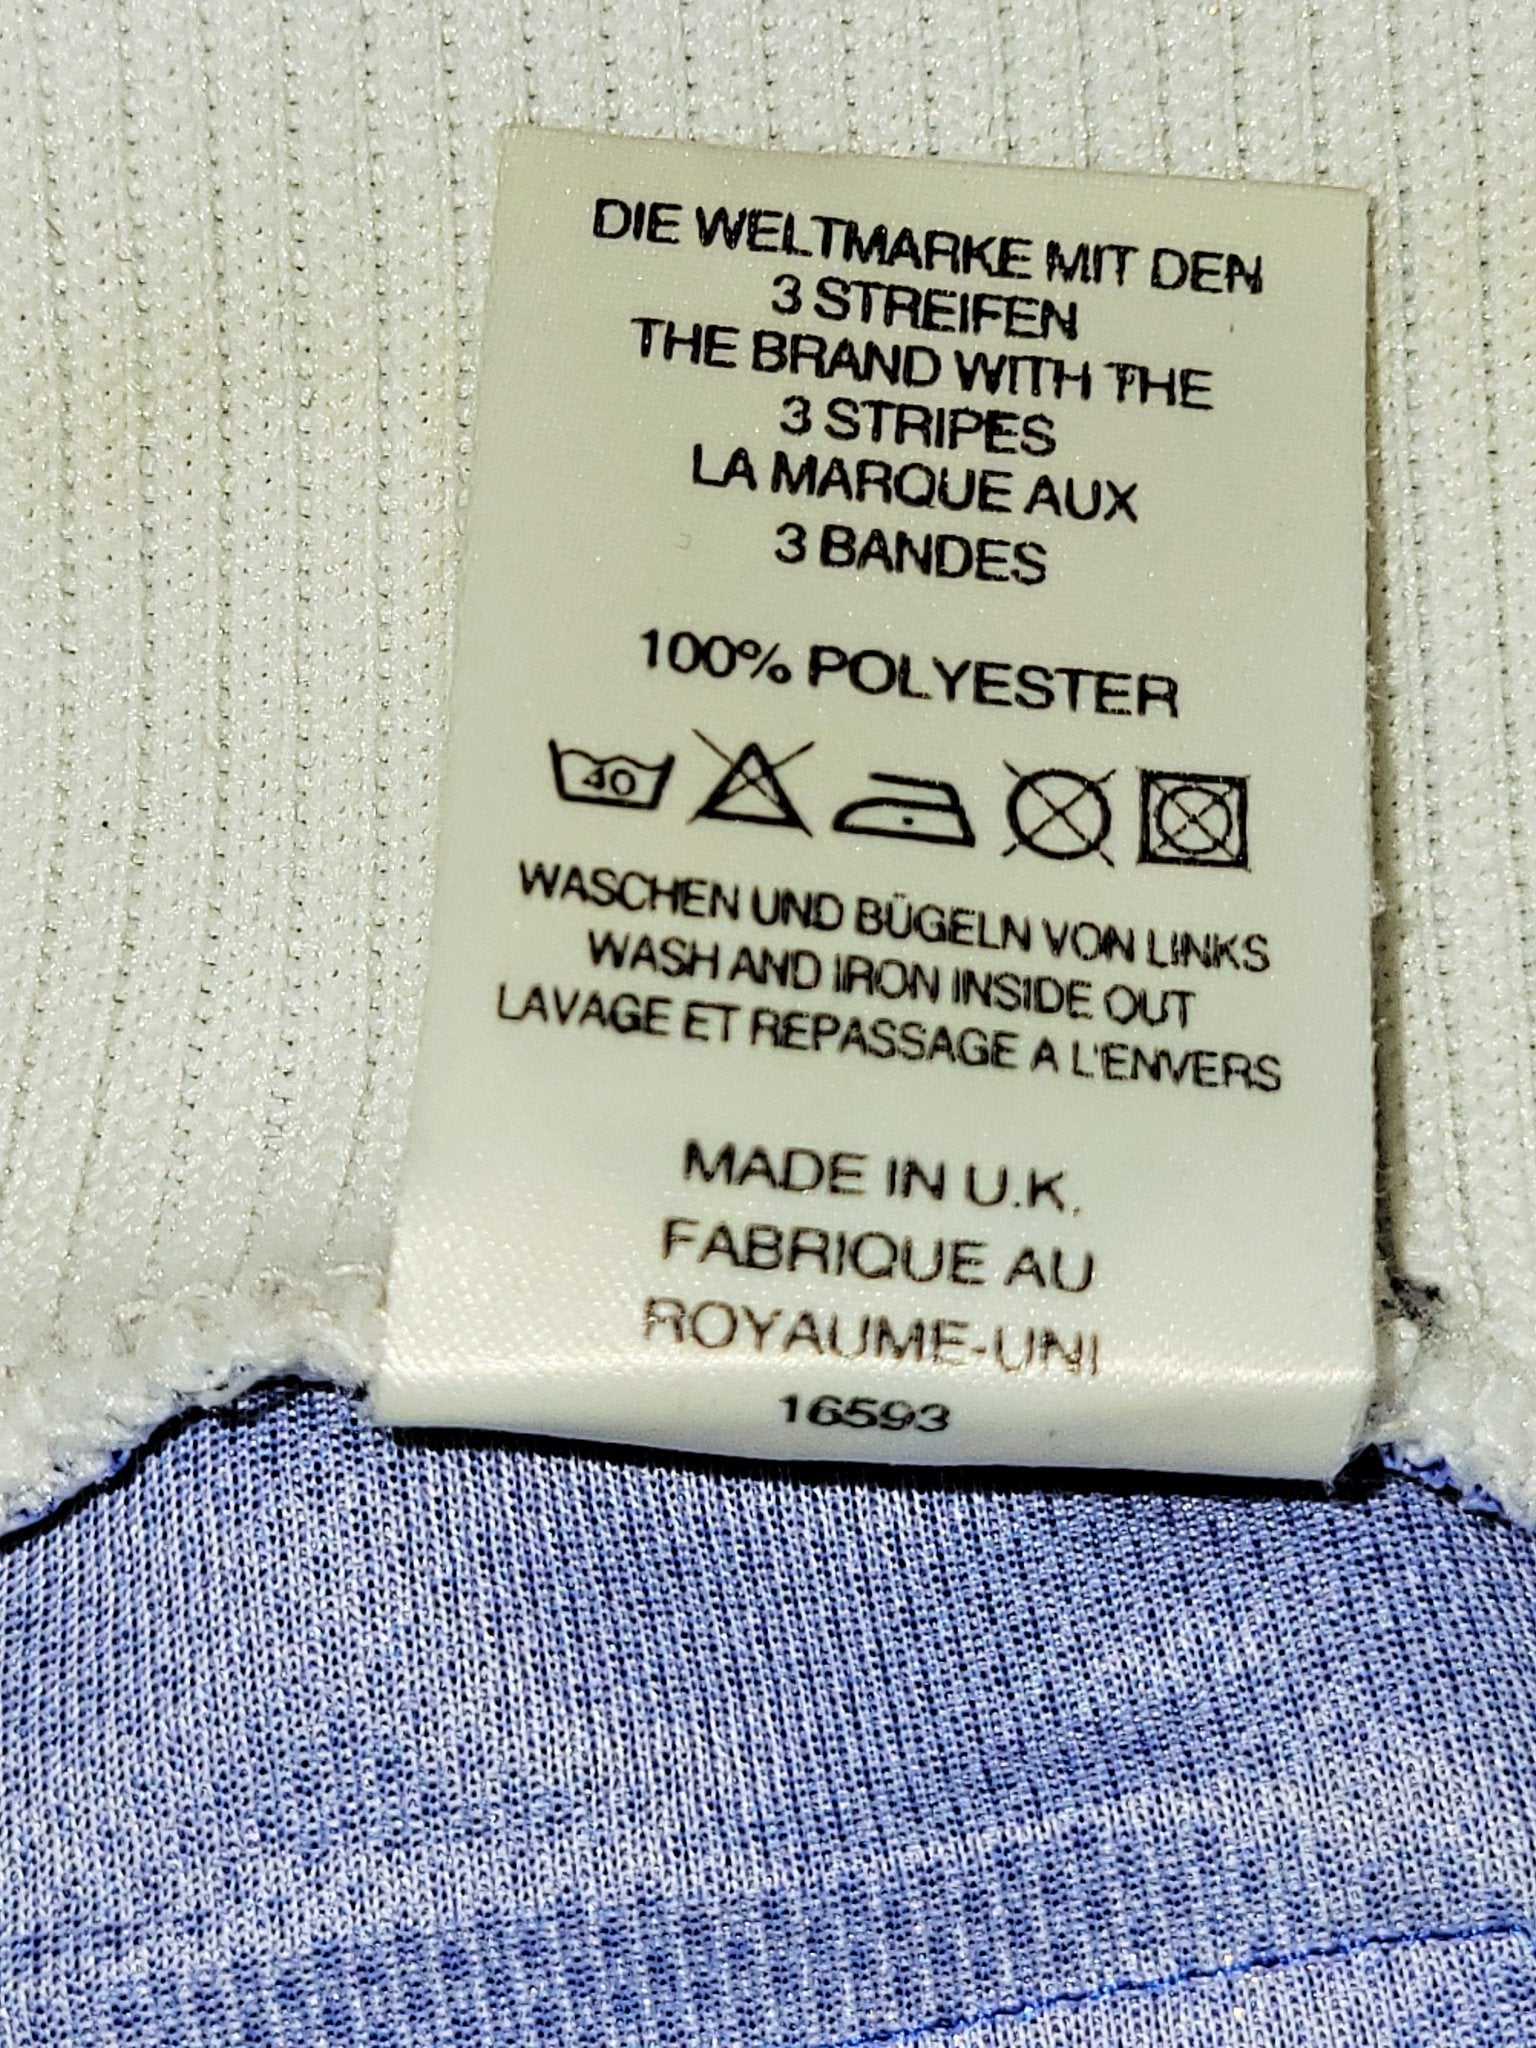 DIE WELTMARKE MIT DEN
3 STREIFEN
THE BRAND WITH THE
3 STRIPES
LA MARQUE AUX
3 BANDES
100% POLYESTER
40
WASCHEN UND BÜGELN VON LINKS
WASH AND IRON INSIDE OUT
LAVAGE ET REPASSAGE A L'ENVERS
MADE IN U.K.
FABRIQUE AU
ROYAUME-UNI
16593